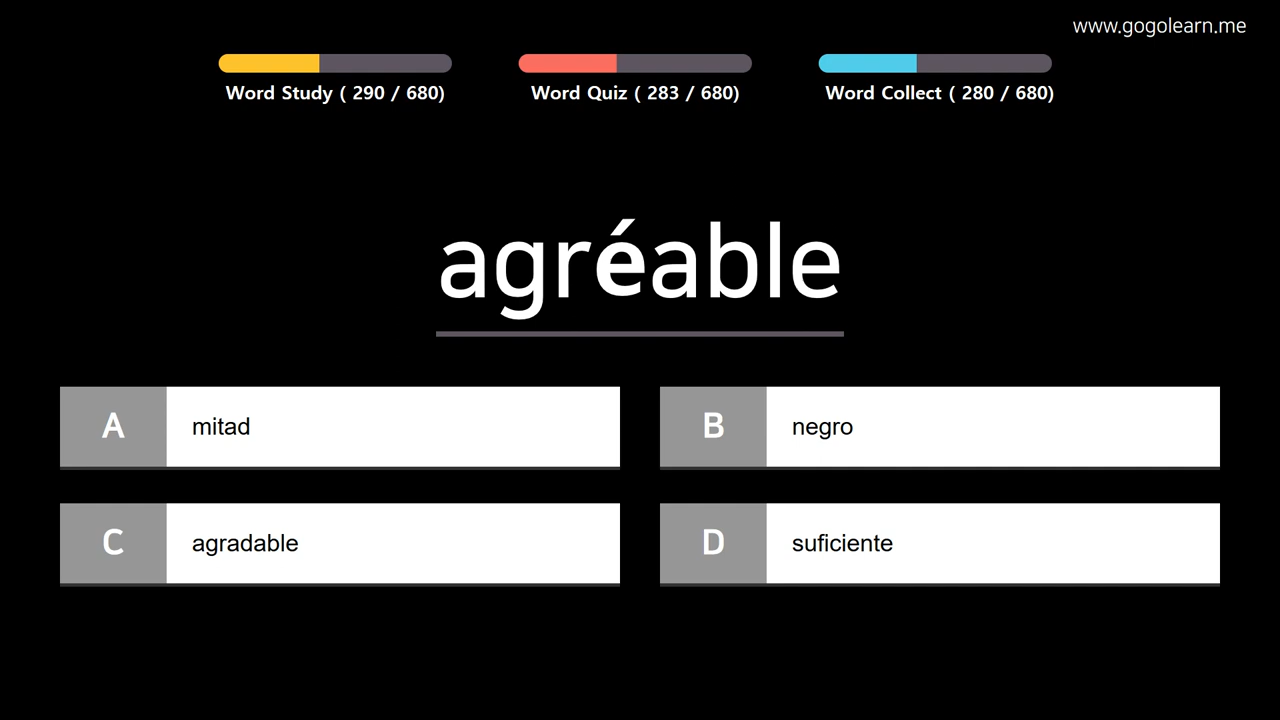 www.gogolearn.me
Word Study ( 290 / 680)
Word Quiz ( 283 / 680)
Word Collect ( 280 / 680)
agréable
A mitad
B negro
C agradable
D suficiente